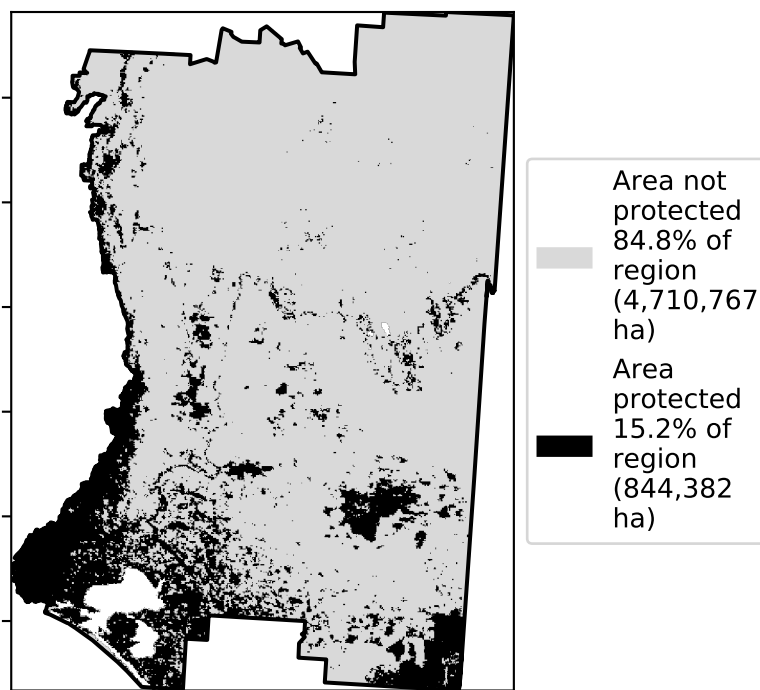 Area not
protected
84.8% of
region
(4,710,767
ha)
Area
protected
15.2% of
region
(844,382
ha)